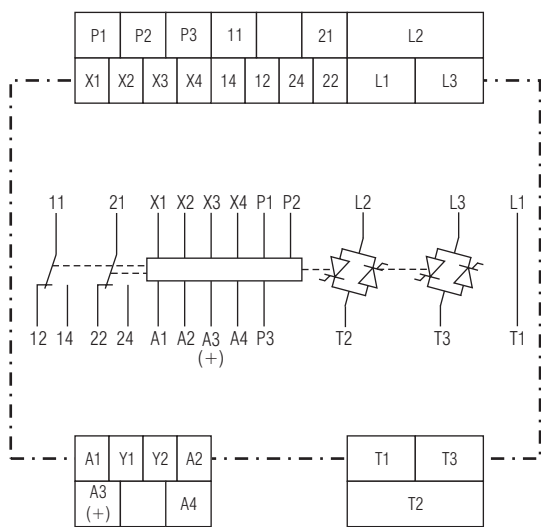 P1 P2 P3 11 21 L2
X1 X2 X3 X4 14 12 24 22 L1 L3
11 21 X1 X2 X3 X4 P1 P2 L2 L3 L1
12 14 22 24 A1 A2 A3 A4 P3 T2 T3 T1
(+)
A1 Y1 Y2 A2 T1 T3
A3 A4 T2
(+)